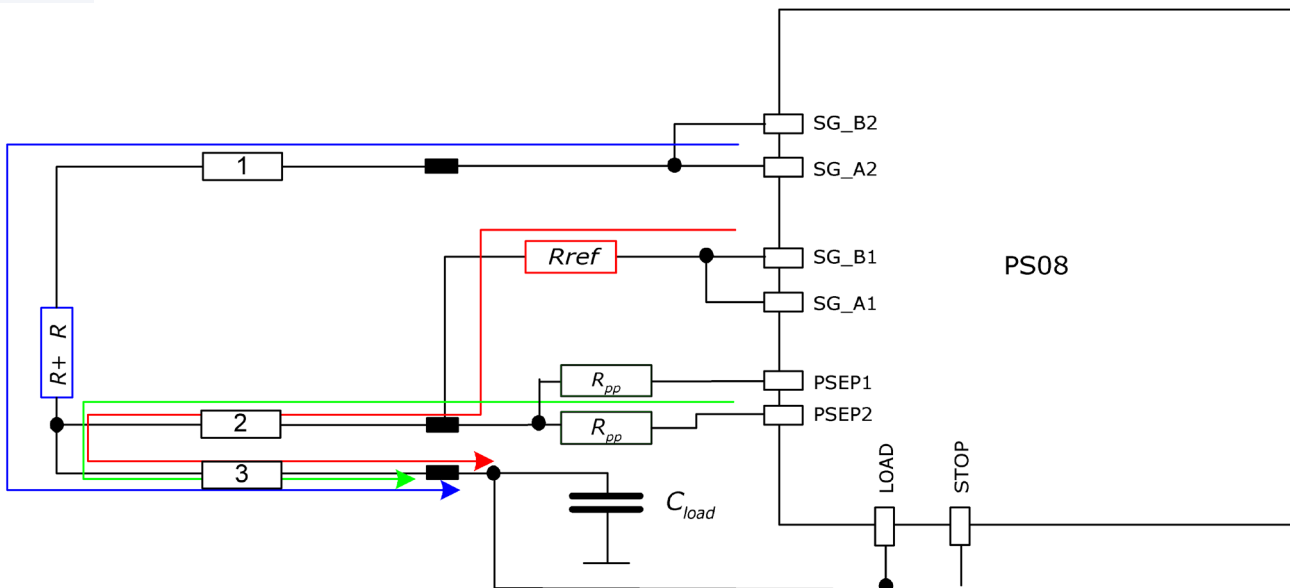 SG_B2
1
SG_A2
Rref
SG_B1
PS08
SG_A1
R+ R
Rpp
PSEP1
2
Rpp
PSEP2
3
LOAD
STOP
Cload